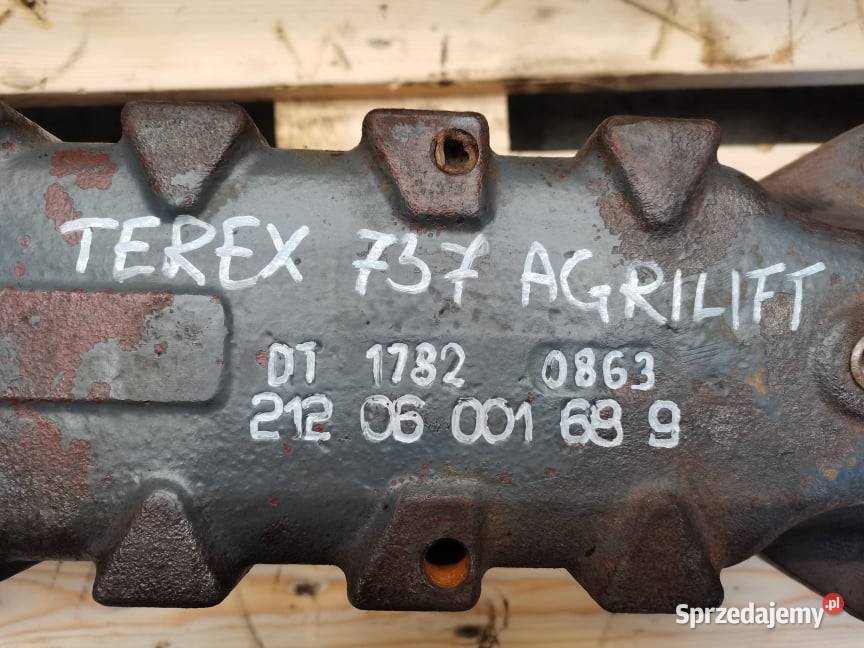 TEREX 737 AGRILIFT
DT 1782 0863
212 06 001 68 9
Sprzedajemy.pl